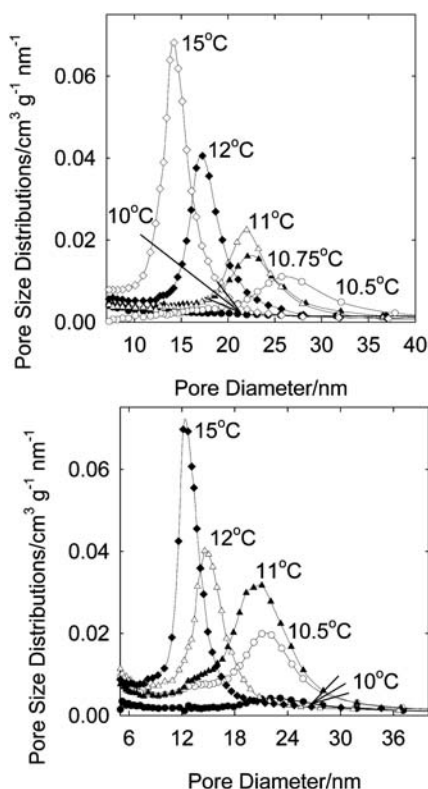 0.06
0.04
0.02
0.00
Pore Size Distributions/cm³ g⁻¹ nm⁻¹
15°C
12°C
10°C
11°C
10.75°C
10.5°C
10 15 20 25 30 35 40
Pore Diameter/nm
0.06
0.04
0.02
0.00
Pore Size Distributions/cm³ g⁻¹ nm⁻¹
15°C
12°C
11°C
10.5°C
10°C
6 12 18 24 30 36
Pore Diameter/nm